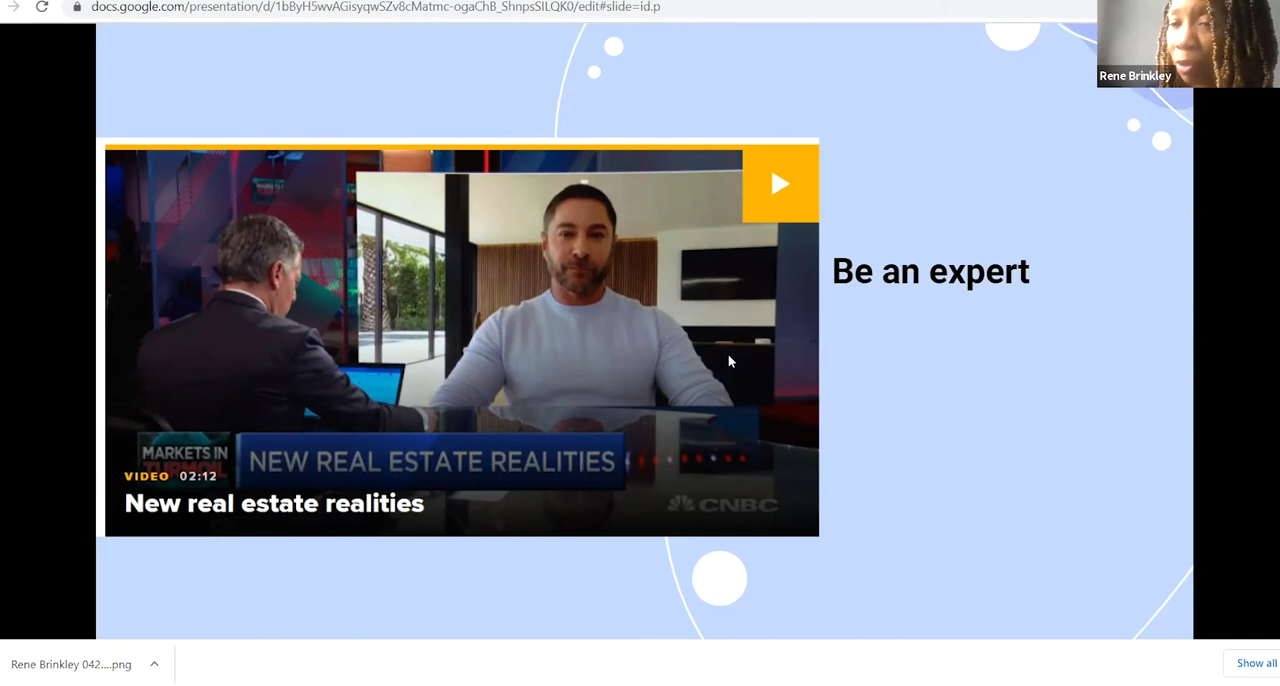 docs.google.com/presentation/d/1bByH5wvAGisyqwSZv8cMatmc-ogaChB_ShnpsSILQK0/edit#slide=id.p
Rene Brinkley
Be an expert
MARKETS IN
TURMOIL
NEW REAL ESTATE REALITIES
VIDEO 02:12
New real estate realities
CNBC
Rene Brinkley 042....png
Show all